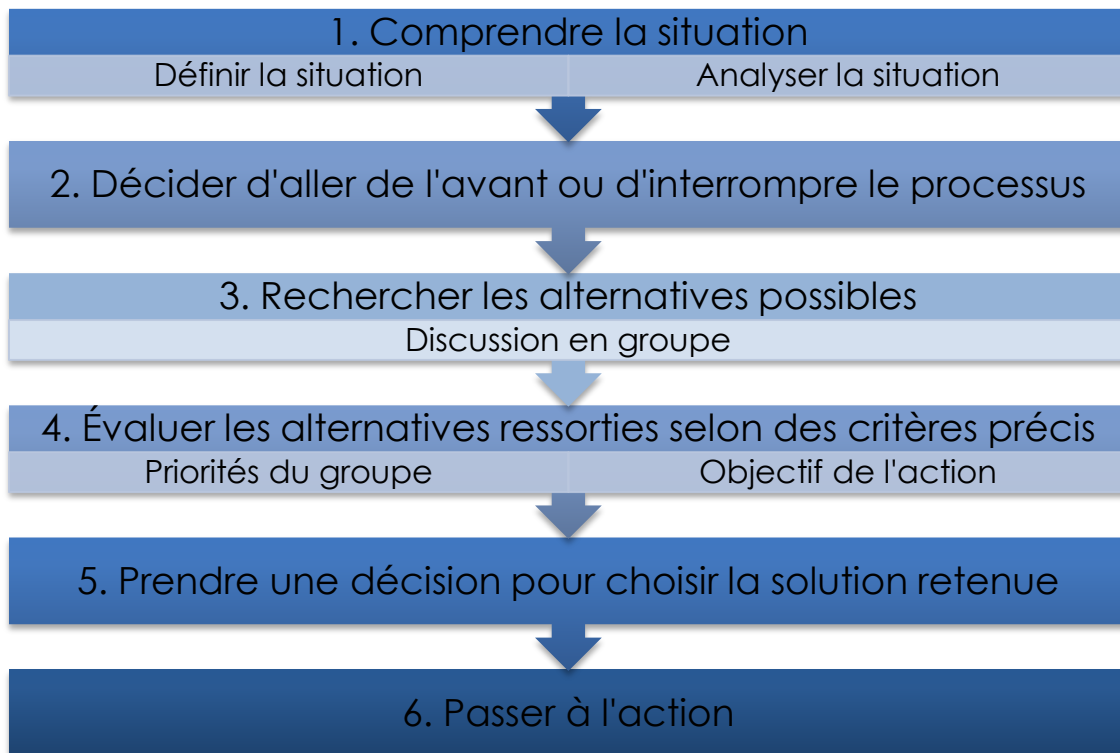 1. Comprendre la situation
Définir la situation
Analyser la situation
2. Décider d'aller de l'avant ou d'interrompre le processus
3. Rechercher les alternatives possibles
Discussion en groupe
4. Évaluer les alternatives ressorties selon des critères précis
Priorités du groupe
Objectif de l'action
5. Prendre une décision pour choisir la solution retenue
6. Passer à l'action